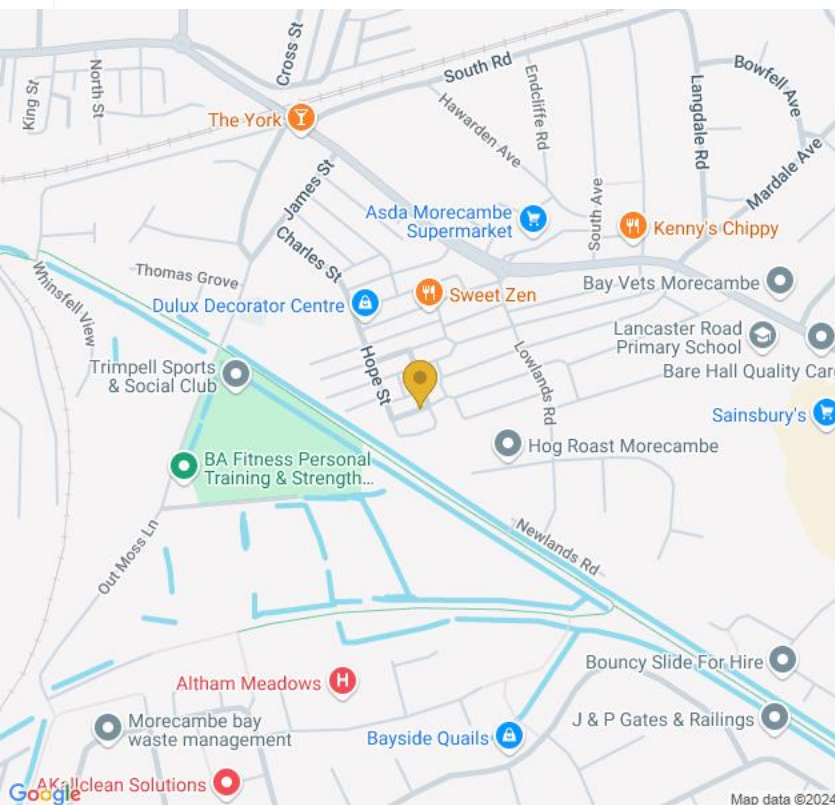 Cross St
King St
North St
South Rd
Endcliffe Rd
Langdale Rd
Bowfell Ave
The York
Hawarden Ave
Mardale Ave
James St
Asda Morecambe
Supermarket
South Ave
Kenny's Chippy
Charles St
Whinsfell View
Thomas Grove
Dulux Decorator Centre
Sweet Zen
Bay Vets Morecambe
Lancaster Road
Primary School
Bare Hall Quality Car
Trimpell Sports
& Social Club
Hope St
Lowlands Rd
Sainsbury's
Hog Roast Morecambe
BA Fitness Personal
Training & Strength...
Out Moss Ln
Newlands Rd
Altham Meadows
H
Bouncy Slide For Hire
Morecambe bay
waste management
Bayside Quails
J & P Gates & Railings
AKallclean Solutions
Google
Map data ©2024